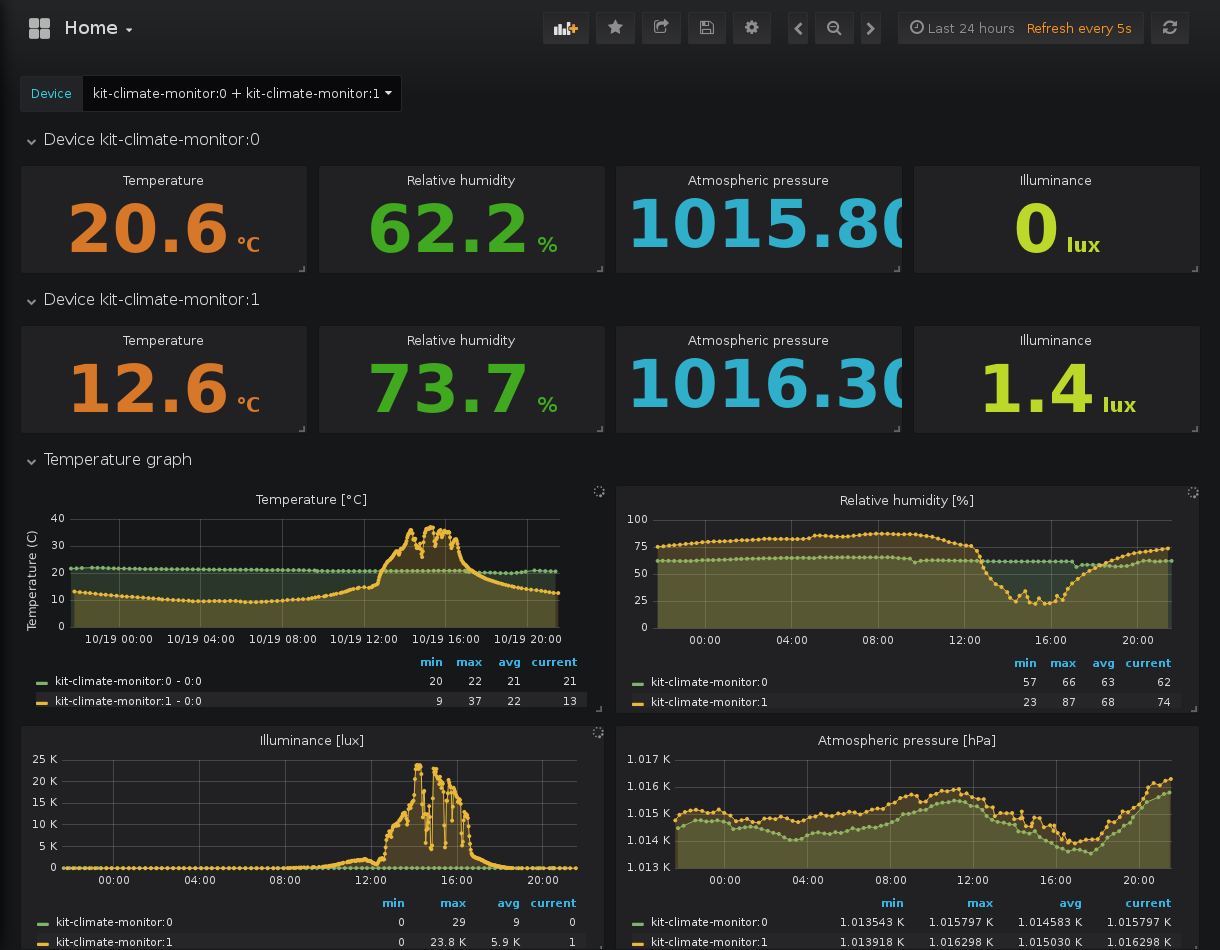 Home
Last 24 hours Refresh every 5s
Device kit-climate-monitor:0 + kit-climate-monitor:1
Device kit-climate-monitor:0
Temperature Relative humidity Atmospheric pressure Illuminance
20.6 °C 62.2 % 1015.80 0 lux
Device kit-climate-monitor:1
Temperature Relative humidity Atmospheric pressure Illuminance
12.6 °C 73.7 % 1016.30 1.4 lux
Temperature graph
Temperature [°C]
Temperature (C)
40
30
20
10
0
10/19 00:00 10/19 04:00 10/19 08:00 10/19 12:00 10/19 16:00 10/19 20:00
min max avg current
kit-climate-monitor:0 - 0:0 20 22 21 21
kit-climate-monitor:1 - 0:0 9 37 22 13
Relative humidity [%]
100
75
50
25
0
00:00 04:00 08:00 12:00 16:00 20:00
min max avg current
kit-climate-monitor:0 57 66 63 62
kit-climate-monitor:1 23 87 68 74
Illuminance [lux]
25 K
20 K
15 K
10 K
5 K
0
00:00 04:00 08:00 12:00 16:00 20:00
min max avg current
kit-climate-monitor:0 0 29 9 0
kit-climate-monitor:1 0 23.8 K 5.9 K 1
Atmospheric pressure [hPa]
1.017 K
1.016 K
1.015 K
1.014 K
1.013 K
00:00 04:00 08:00 12:00 16:00 20:00
min max avg current
kit-climate-monitor:0 1.013543 K 1.015797 K 1.014583 K 1.015797 K
kit-climate-monitor:1 1.013918 K 1.016298 K 1.015030 K 1.016298 K